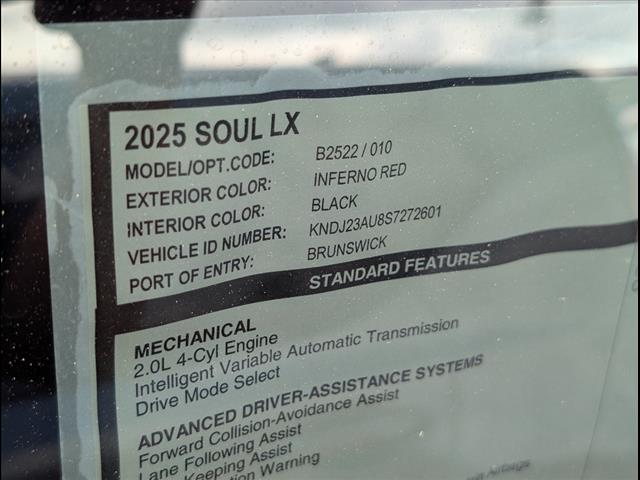 2025 SOUL LX
MODEL/OPT.CODE: B2522 / 010
EXTERIOR COLOR: INFERNO RED
INTERIOR COLOR: BLACK
VEHICLE ID NUMBER: KNDJ23AU8S7272601
PORT OF ENTRY: BRUNSWICK
STANDARD FEATURES
MECHANICAL
2.0L 4-Cyl Engine
Intelligent Variable Automatic Transmission
Drive Mode Select
ADVANCED DRIVER-ASSISTANCE SYSTEMS
Forward Collision-Avoidance Assist
Lane Following Assist
Keeping Assist
Warning
Airbags